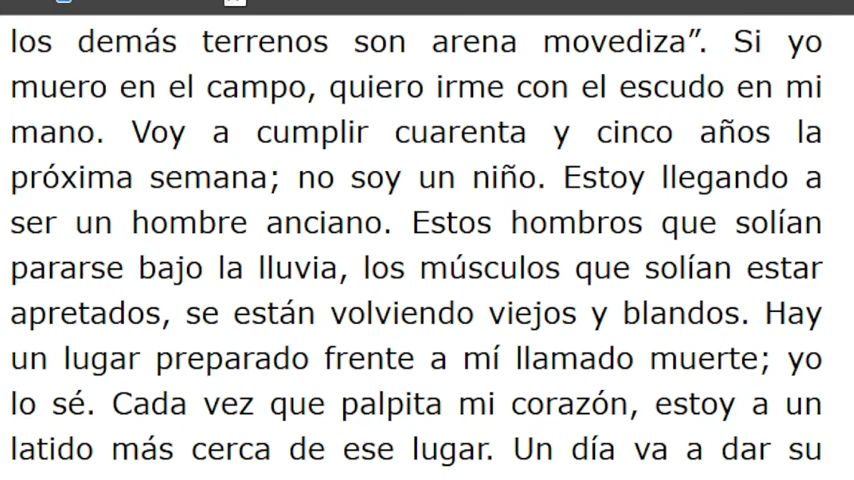 los demás terrenos son arena movediza”. Si yo
muero en el campo, quiero irme con el escudo en mi
mano. Voy a cumplir cuarenta y cinco años la
próxima semana; no soy un niño. Estoy llegando a
ser un hombre anciano. Estos hombros que solían
pararse bajo la lluvia, los músculos que solían estar
apretados, se están volviendo viejos y blandos. Hay
un lugar preparado frente a mí llamado muerte; yo
lo sé. Cada vez que palpita mi corazón, estoy a un
latido más cerca de ese lugar. Un día va a dar su